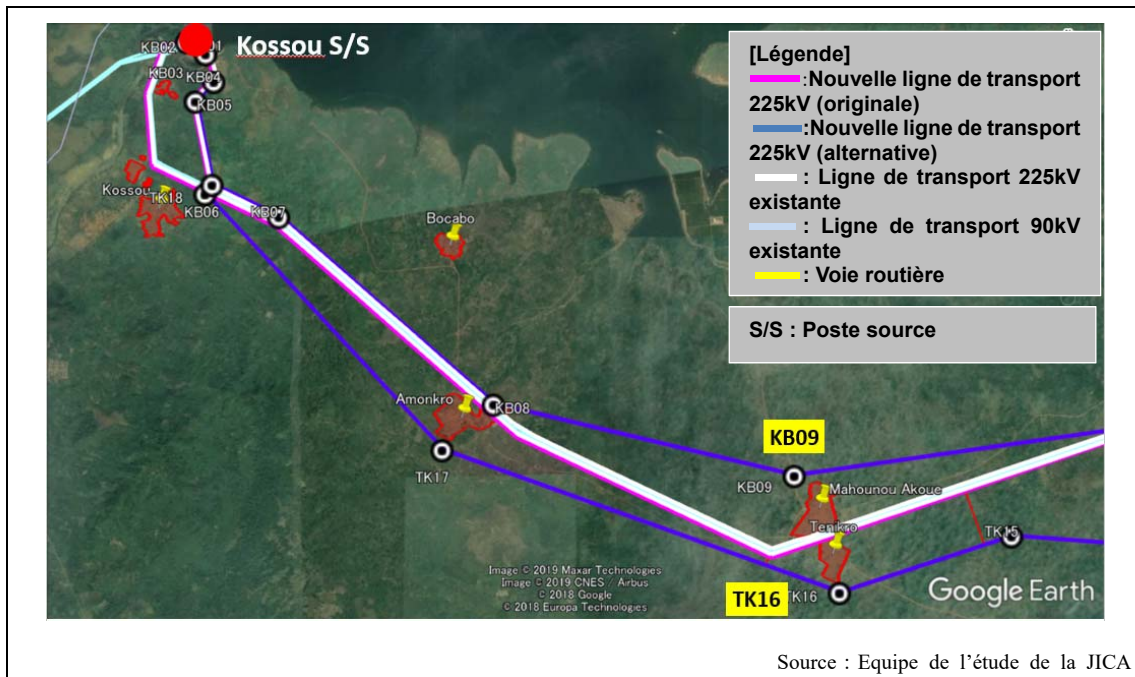 Kossou S/S
KB02
01
KB03
KB04
KB05
Kossou
TK18
KB06
KB07
Bocabo
[Légende]
:Nouvelle ligne de transport
225kV (originale)
:Nouvelle ligne de transport
225kV (alternative)
: Ligne de transport 225kV
existante
: Ligne de transport 90kV
existante
: Voie routière
S/S : Poste source
Amonkro
KB08
TK17
KB09
KB09
Mahounou Akoue
Tenikro
TK15
TK16
TK16
Image © 2019 Maxar Technologies
Image © 2019 CNES / Airbus
© 2018 Google
© 2018 Europa Technologies
Google Earth
Source : Equipe de l'étude de la JICA